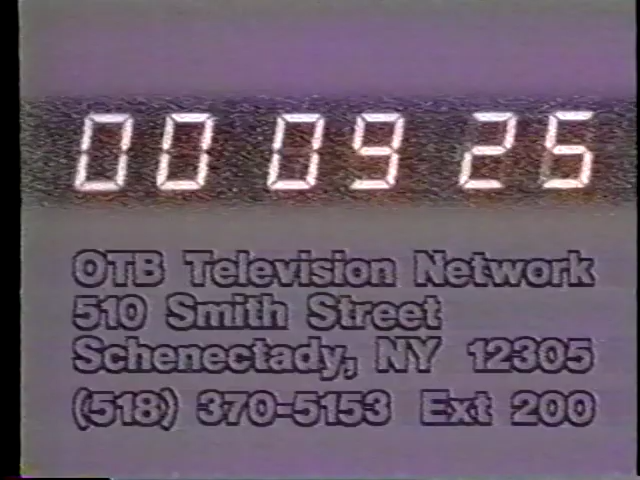 00 09 25
OTB Television Network
510 Smith Street
Schenectady, NY 12305
(518) 370-5153 Ext 200